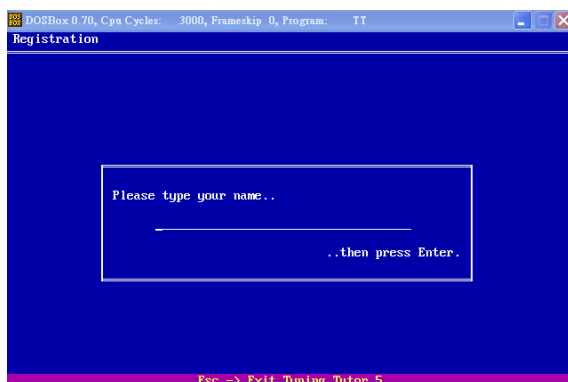 DOSBox 0.70, Cpu Cycles: 3000, Frameskip 0, Program: TT
Registration
Please type your name..
..then press Enter.
Esc -> Exit Typing Tutor 5